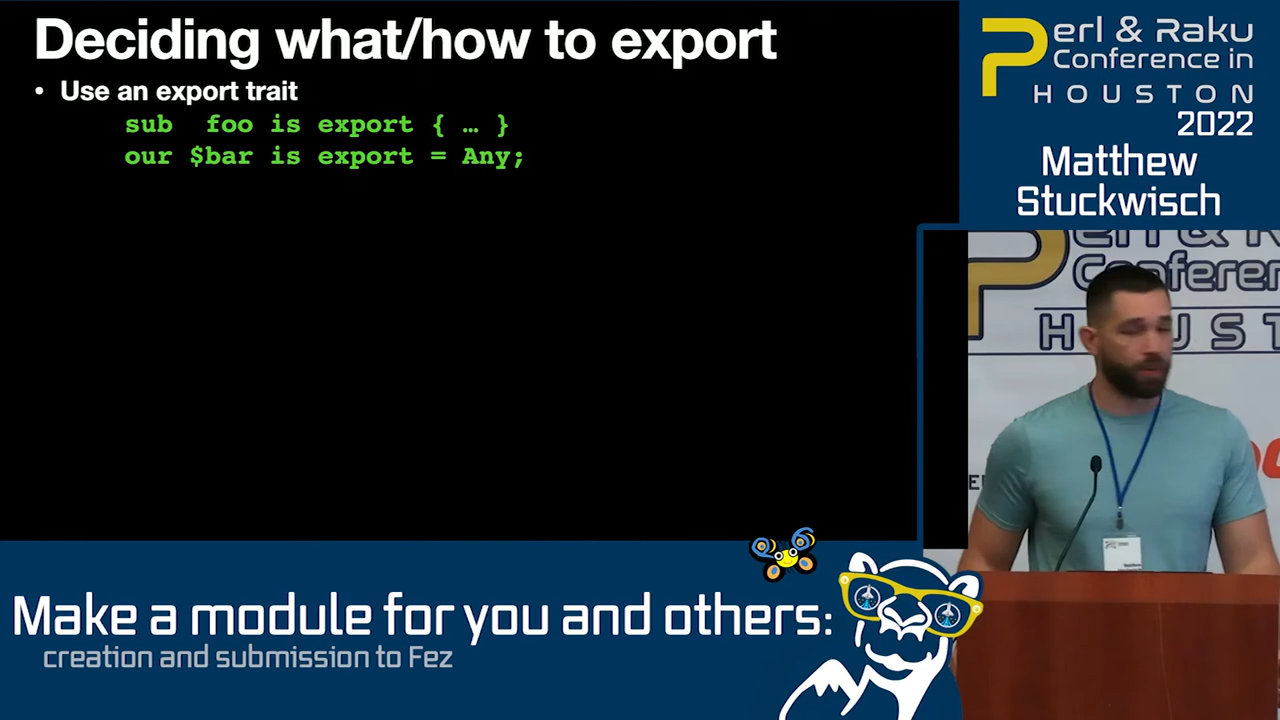 Deciding what/how to export
• Use an export trait
sub foo is export { … }
our $bar is export = Any;
Perl & Raku
Conference in
HOUSTON
2022
Matthew
Stuckwisch
Make a module for you and others:
creation and submission to Fez